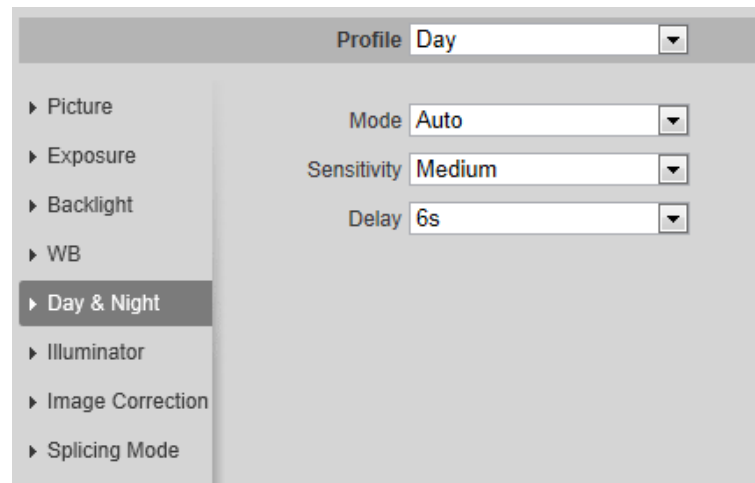 Profile Day
Picture
Mode Auto
Exposure
Sensitivity Medium
Backlight
Delay 6s
WB
Day & Night
Illuminator
Image Correction
Splicing Mode